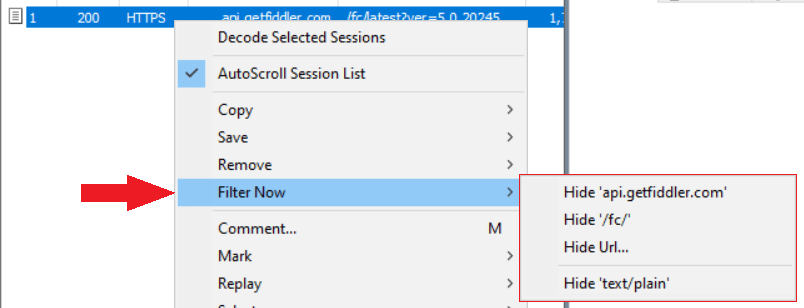 1 200 HTTPS api.getfiddler.com /fc/latest?ver=5.0.20245 1,
Decode Selected Sessions
AutoScroll Session List
Copy
Save
Remove
Filter Now
Hide 'api.getfiddler.com'
Hide '/fc/'
Hide Url...
Hide 'text/plain'
Comment... M
Mark
Replay